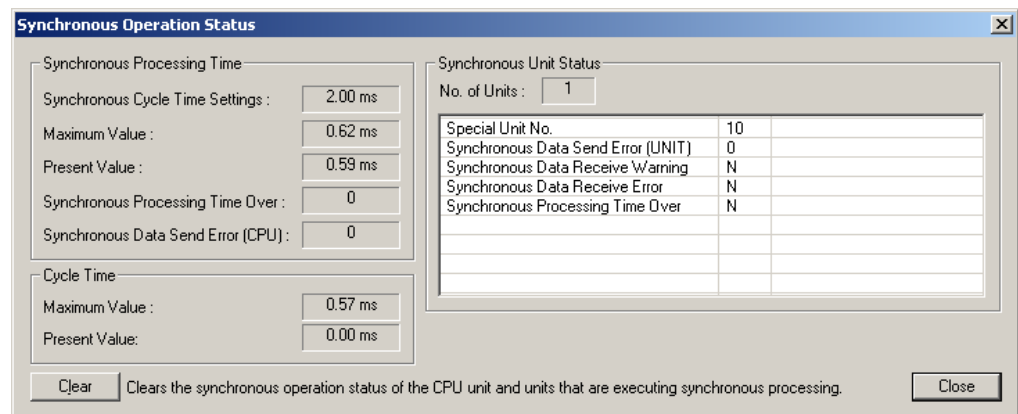 Synchronous Operation Status
Synchronous Processing Time
Synchronous Cycle Time Settings : 2.00 ms
Maximum Value : 0.62 ms
Present Value : 0.59 ms
Synchronous Processing Time Over : 0
Synchronous Data Send Error (CPU) : 0
Cycle Time
Maximum Value : 0.57 ms
Present Value: 0.00 ms
Synchronous Unit Status
No. of Units : 1
Special Unit No. 10
Synchronous Data Send Error (UNIT) 0
Synchronous Data Receive Warning N
Synchronous Data Receive Error N
Synchronous Processing Time Over N
Clear Clears the synchronous operation status of the CPU unit and units that are executing synchronous processing. Close